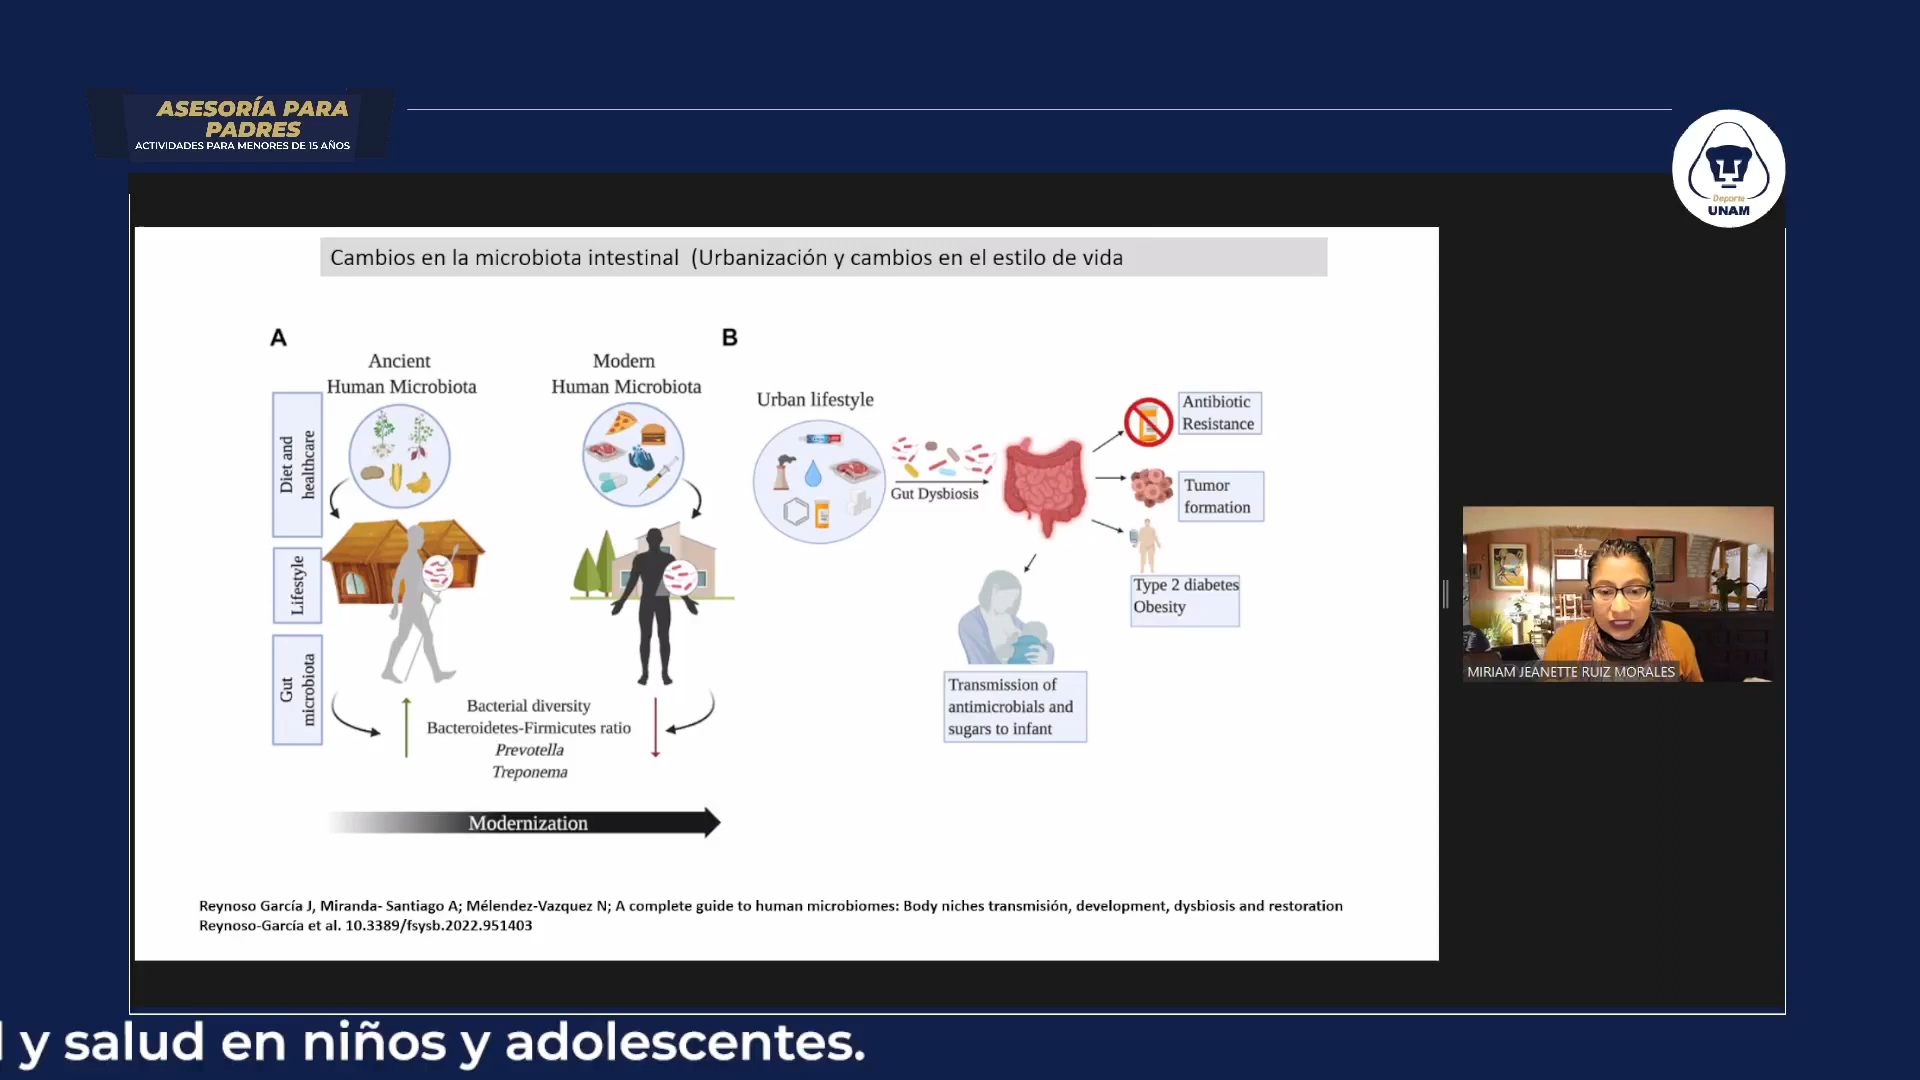 ASESORÍA PARA
PADRES
ACTIVIDADES PARA MENORES DE 15 AÑOS
Deporte
UNAM
Cambios en la microbiota intestinal (Urbanización y cambios en el estilo de vida
A
B
Ancient
Human Microbiota
Modern
Human Microbiota
Urban lifestyle
Diet and
healthcare
Lifestyle
Gut
microbiota
Gut Dysbiosis
Antibiotic
Resistance
Tumor
formation
Type 2 diabetes
Obesity
Transmission of
antimicrobials and
sugars to infant
Bacterial diversity
Bacteroidetes-Firmicutes ratio
Prevotella
Treponema
Modernization
Reynoso García J, Miranda- Santiago A; Mélendez-Vazquez N; A complete guide to human microbiomes: Body niches transmisión, development, dysbiosis and restoration
Reynoso-García et al. 10.3389/fsysb.2022.951403
MIRIAM JEANETTE RUIZ MORALES
y salud en niños y adolescentes.